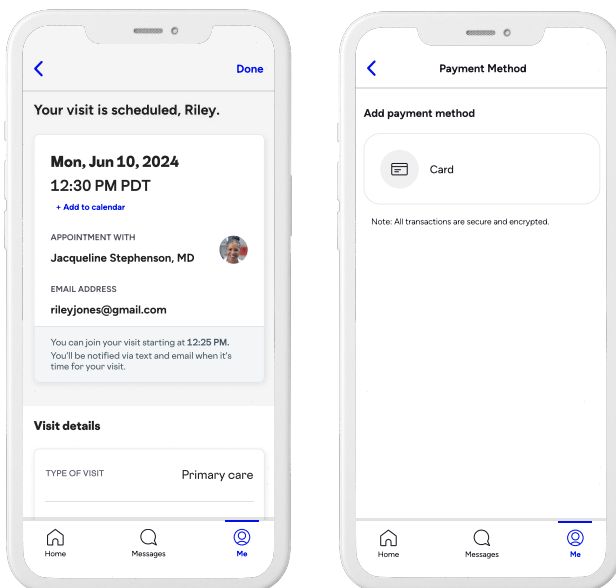 Done
Your visit is scheduled, Riley.
Mon, Jun 10, 2024
12:30 PM PDT
+ Add to calendar
APPOINTMENT WITH
Jacqueline Stephenson, MD
EMAIL ADDRESS
rileyjones@gmail.com
You can join your visit starting at 12:25 PM.
You'll be notified via text and email when it's
time for your visit.
Visit details
TYPE OF VISIT Primary care
Home Messages Me
Payment Method
Add payment method
Card
Note: All transactions are secure and encrypted.
Home Messages Me